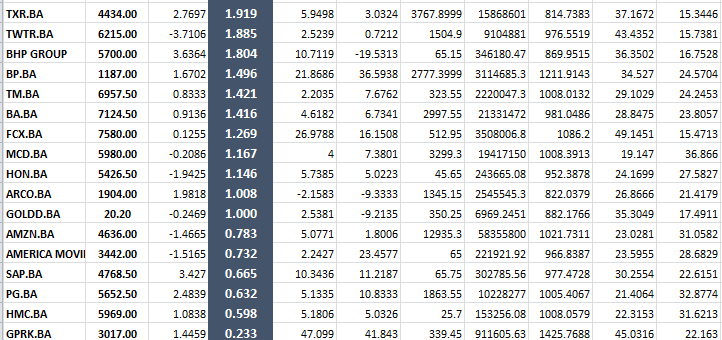 TXR.BA 4434.00 2.7697 1.919 5.9498 3.0324 3767.8999 15868601 814.7383 37.1672 15.3446
TWTR.BA 6215.00 -3.7106 1.885 2.5239 0.7212 1504.9 9104881 976.5519 43.4352 15.7381
BHP GROUP 5700.00 3.6364 1.804 10.7119 -19.5313 65.15 346180.47 869.9515 36.3502 16.7528
BP.BA 1187.00 1.6702 1.496 21.8686 36.5938 2777.3999 3114685.3 1211.9143 34.527 24.5704
TM.BA 6957.50 0.8333 1.421 2.2035 7.6762 323.55 2220047.3 1008.0132 29.1029 24.2453
BA.BA 7124.50 0.9136 1.416 4.6182 6.7341 2997.55 21331472 981.0486 28.8475 23.8057
FCX.BA 7580.00 0.1255 1.269 26.9788 16.1508 512.95 3508006.8 1086.2 49.1451 15.4713
MCD.BA 5980.00 -0.2086 1.167 4 7.3801 3299.3 19417150 1008.3913 19.147 36.866
HON.BA 5426.50 -1.9425 1.146 5.7385 5.0223 45.65 243665.08 952.3878 24.1699 27.5827
ARCO.BA 1904.00 1.9818 1.008 -2.1583 -9.3333 1345.15 2545545.3 822.0379 26.8666 21.4179
GOLDD.BA 20.20 -0.2469 1.000 2.5381 -9.2135 350.25 6969.2451 882.1766 35.3049 17.4911
AMZN.BA 4636.00 -1.4665 0.783 5.0771 1.8006 12935.3 58355800 1021.7311 23.0281 31.0582
AMERICA MOVI 3442.00 -1.5165 0.732 2.2427 23.4577 65 221921.92 966.8387 23.5955 28.6829
SAP.BA 4768.50 3.427 0.665 10.3436 11.2187 65.75 302785.56 977.4728 30.2554 22.6151
PG.BA 5652.50 2.4839 0.632 5.1335 10.8333 1863.55 10228277 1005.4067 21.4064 32.8774
HMC.BA 5969.00 1.0838 0.598 5.1806 5.0326 25.7 153256.08 1008.0579 22.3153 31.6213
GPRK.BA 3017.00 1.4459 0.233 47.099 41.843 339.45 911605.63 1425.7688 45.0316 22.163